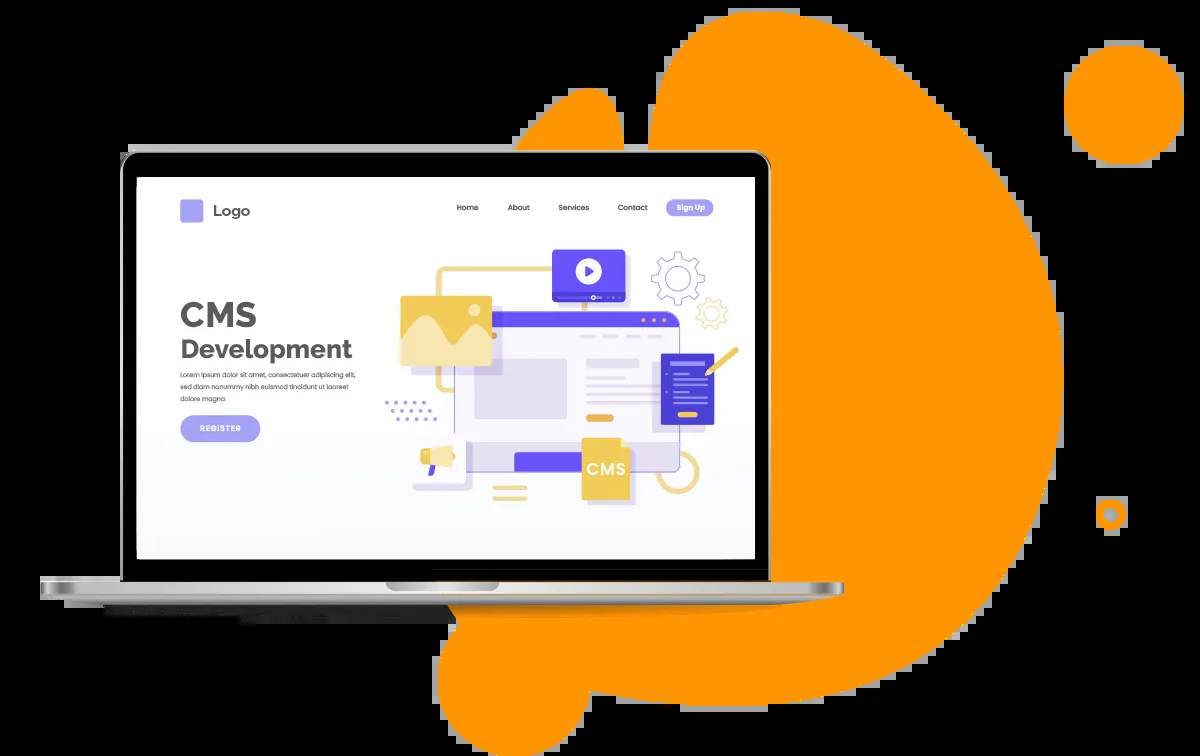 Logo
Home About Services Contact Sign Up
CMS
Development
Lorem ipsum dolor sit amet, consectetuer adipiscing elit,
sed diam nonummy nibh euismod tincidunt ut laoreet
dolore magna
REGISTER
CMS